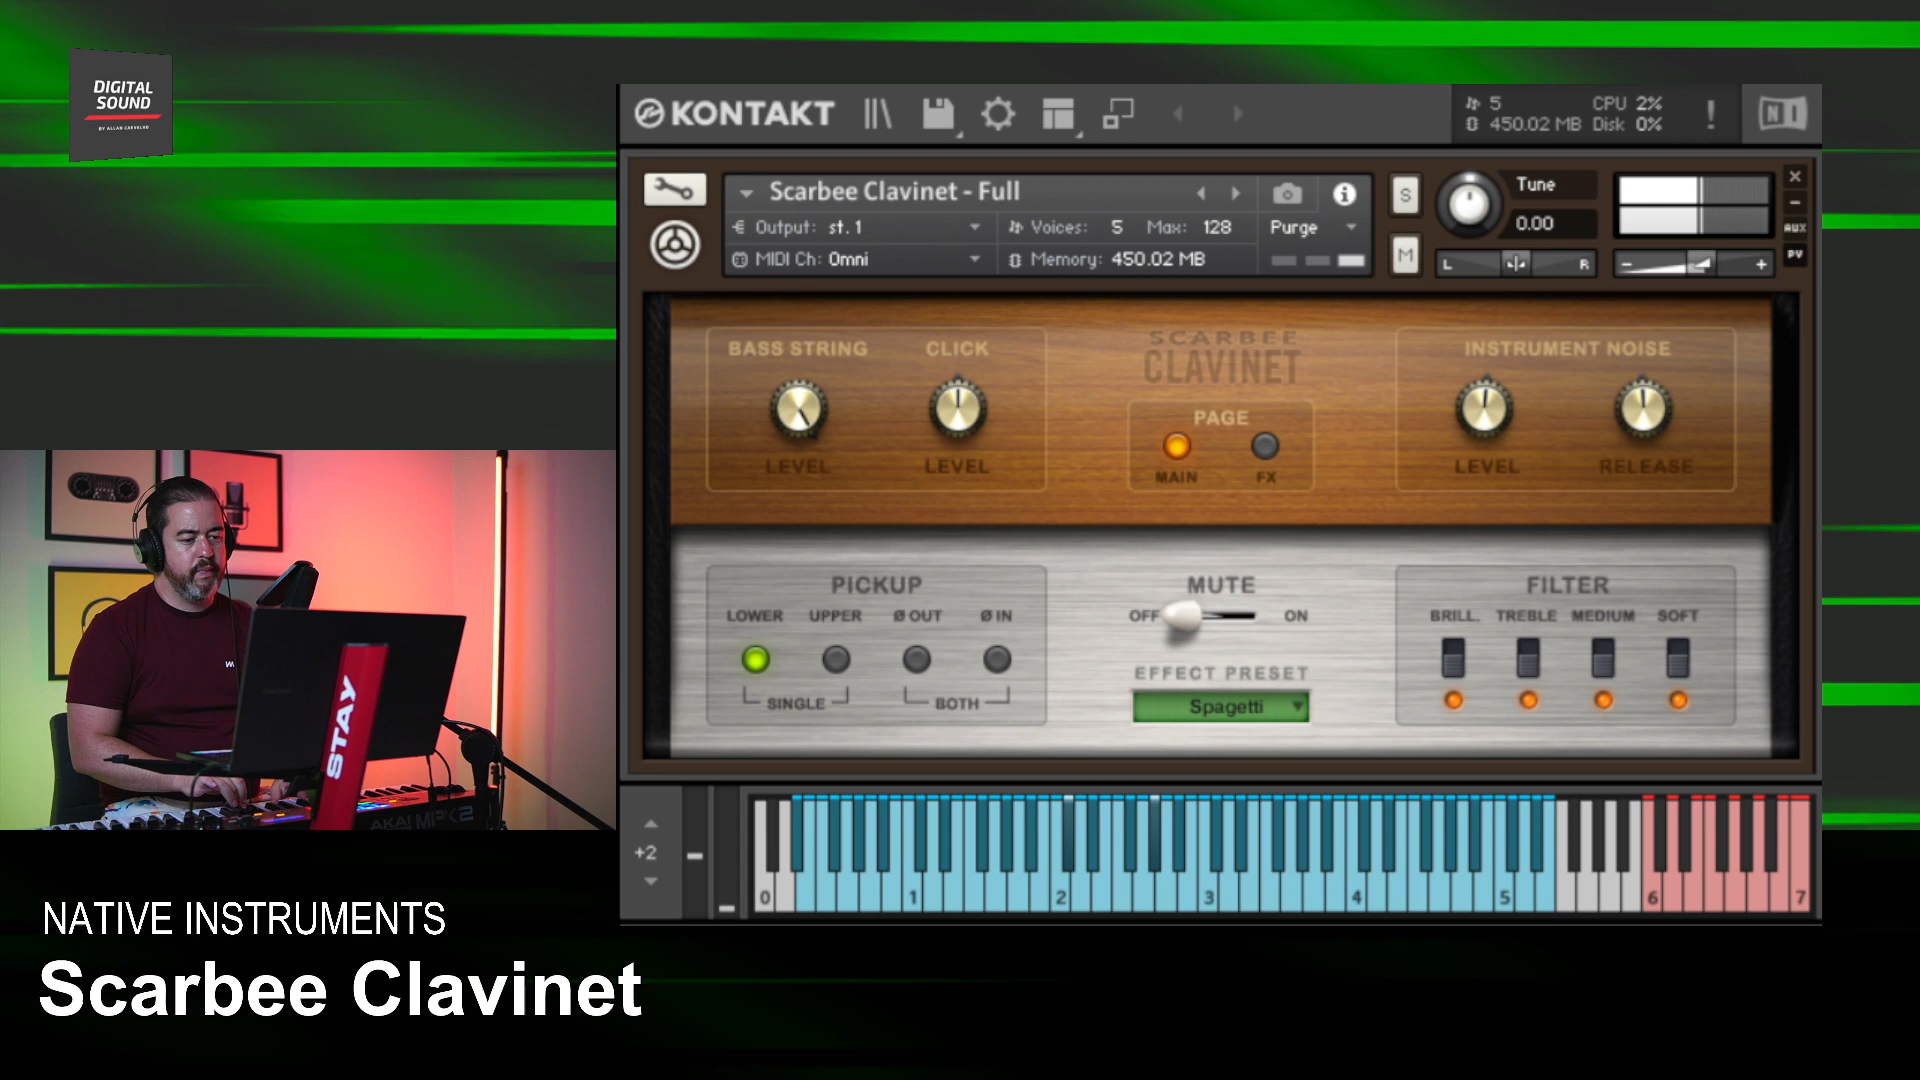 DIGITAL
SOUND
BY ALLAN CARVALHO
KONTAKT
5
450.02 MB
CPU 2%
Disk 0%
!
NI
Scarbee Clavinet - Full
Output: st. 1
Voices: 5 Max: 128
Purge
MIDI Ch: Omni
Memory: 450.02 MB
S
M
Tune
0.00
L R
- +
AUX
PV
BASS STRING
CLICK
LEVEL
LEVEL
SCARBEE
CLAVINET
PAGE
MAIN
FX
INSTRUMENT NOISE
LEVEL
RELEASE
PICKUP
LOWER UPPER Ø OUT Ø IN
SINGLE BOTH
MUTE
OFF ON
EFFECT PRESET
Spagetti
FILTER
BRILL. TREBLE MEDIUM SOFT
+2
0 1 2 3 4 5 6 7
STAY
AKAI MPK2
NATIVE INSTRUMENTS
Scarbee Clavinet